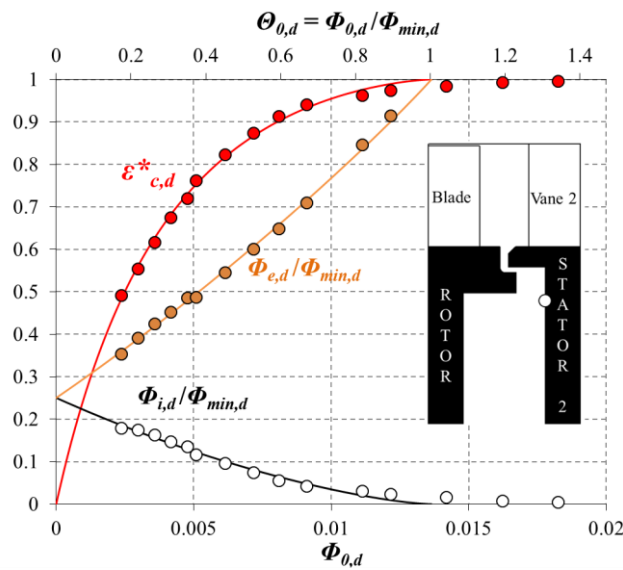 Θ0,d = Φ0,d/Φmin,d
0 0.2 0.4 0.6 0.8 1 1.2 1.4
1
0.9
0.8
0.7
0.6
0.5
0.4
0.3
0.2
0.1
0
ε*c,d
Φe,d/Φmin,d
Φi,d/Φmin,d
Blade
Vane 2
ROTOR
STATOR 2
0 0.005 0.01 0.015 0.02
Φ0,d